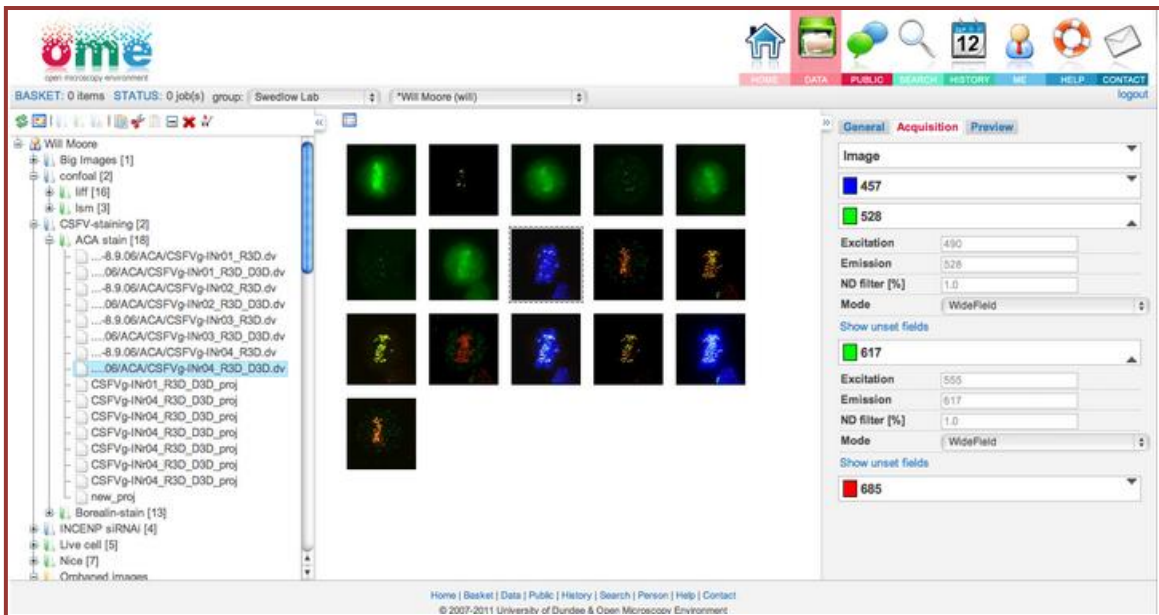 ome
open microscopy environment
HOME DATA PUBLIC SEARCH HISTORY ME HELP CONTACT
12
BASKET: 0 items STATUS: 0 job(s) group: Swedlow Lab *Will Moore (will) logout
Will Moore
Big Images [1]
confoal [2]
liff [16]
lsm [3]
CSFV-staining [2]
ACA stain [18]
...-8.9.06/ACA/CSFVg-INr01_R3D.dv
....06/ACA/CSFVg-INr01_R3D_D3D.dv
...-8.9.06/ACA/CSFVg-INr02_R3D.dv
....06/ACA/CSFVg-INr02_R3D_D3D.dv
...-8.9.06/ACA/CSFVg-INr03_R3D.dv
....06/ACA/CSFVg-INr03_R3D_D3D.dv
...-8.9.06/ACA/CSFVg-INr04_R3D.dv
....06/ACA/CSFVg-INr04_R3D_D3D.dv
CSFVg-INr01_R3D_D3D_proj
CSFVg-INr04_R3D_D3D_proj
CSFVg-INr04_R3D_D3D_proj
CSFVg-INr04_R3D_D3D_proj
CSFVg-INr04_R3D_D3D_proj
CSFVg-INr04_R3D_D3D_proj
CSFVg-INr04_R3D_D3D_proj
new_proj
Borealin-stain [13]
INCENP siRNAi [4]
Live cell [5]
Nice [7]
Orphaned images
General Acquisition Preview
Image
457
528
Excitation 490
Emission 528
ND filter [%] 1.0
Mode WideField
Show unset fields
617
Excitation 555
Emission 617
ND filter [%] 1.0
Mode WideField
Show unset fields
685
Home | Basket | Data | Public | History | Search | Person | Help | Contact
© 2007-2011 University of Dundee & Open Microscopy Environment